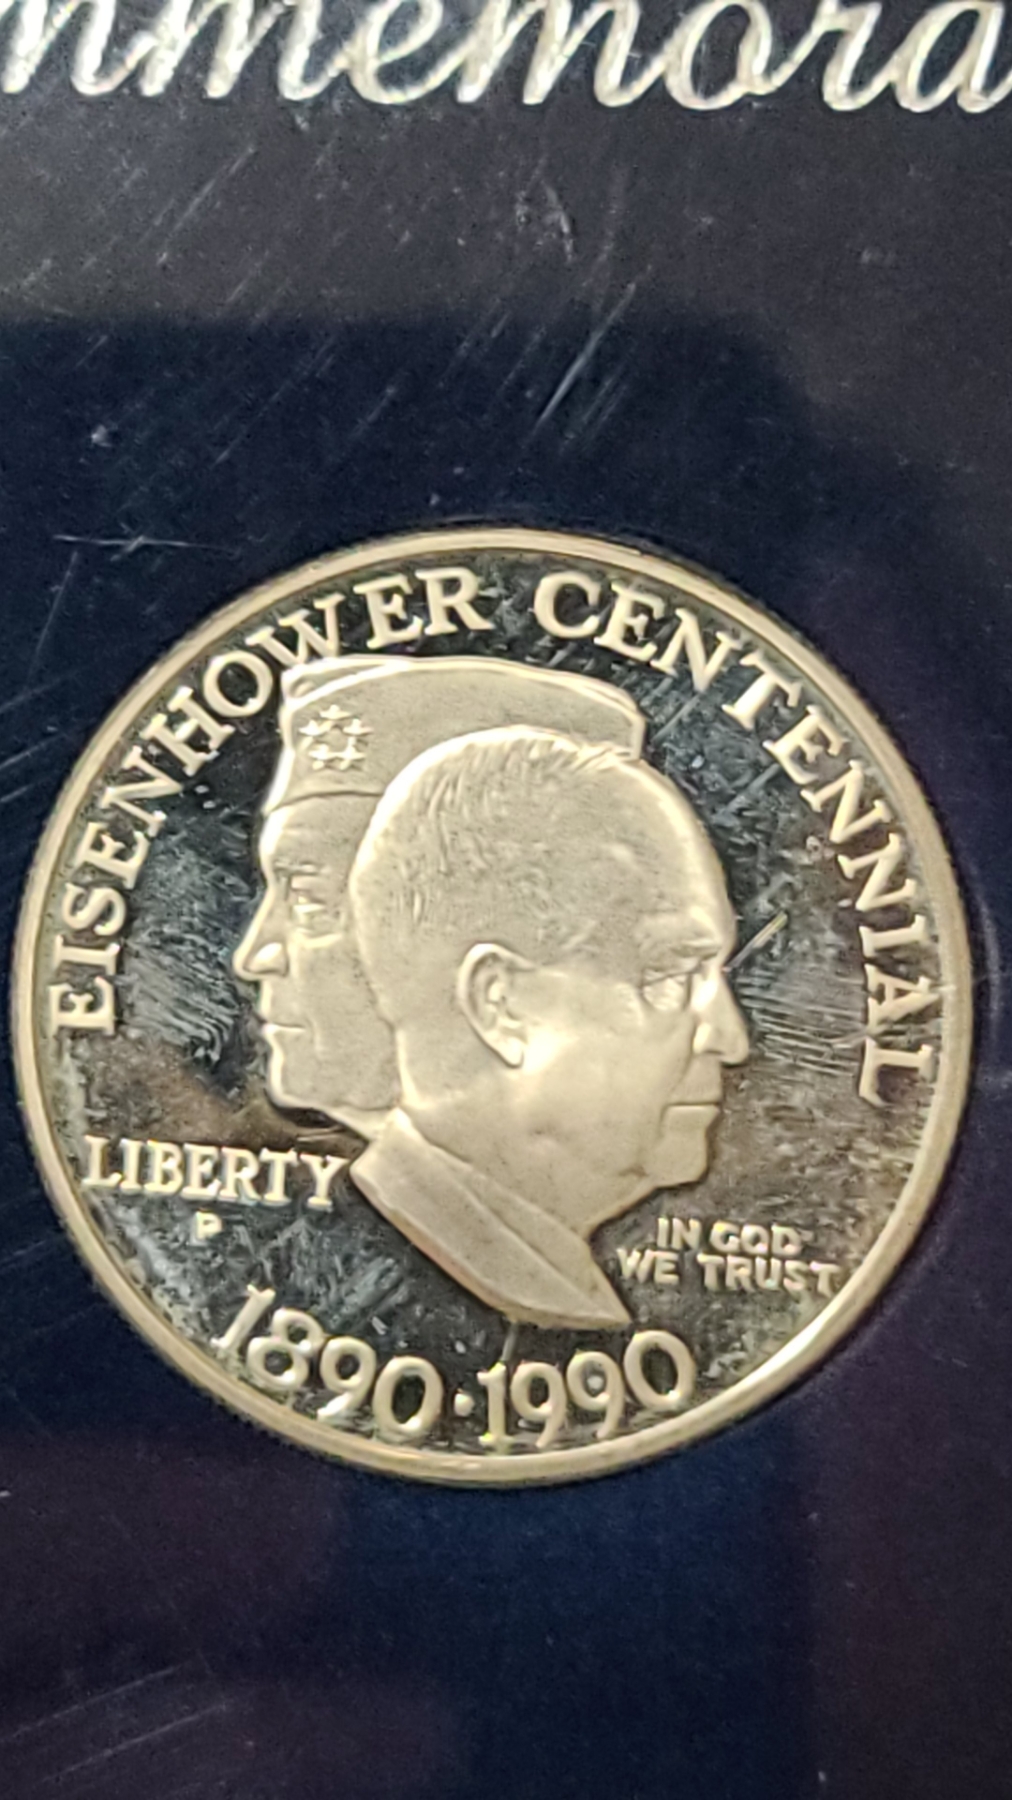 mmemora
EISENHOWER CENTENNIAL
LIBERTY
P
IN GOD
WE TRUST
1890·1990